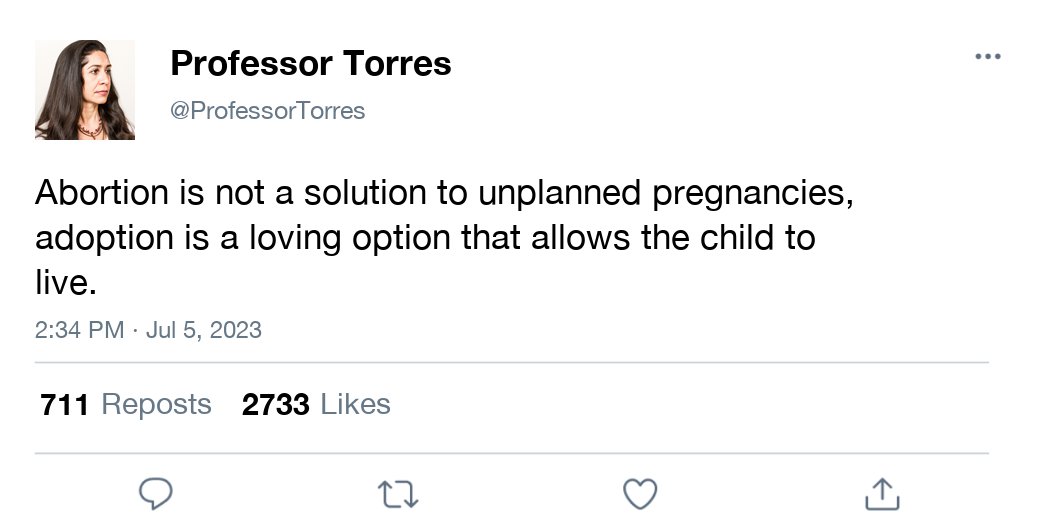 Professor Torres
@ProfessorTorres
Abortion is not a solution to unplanned pregnancies,
adoption is a loving option that allows the child to
live.
2:34 PM · Jul 5, 2023
711 Reposts 2733 Likes